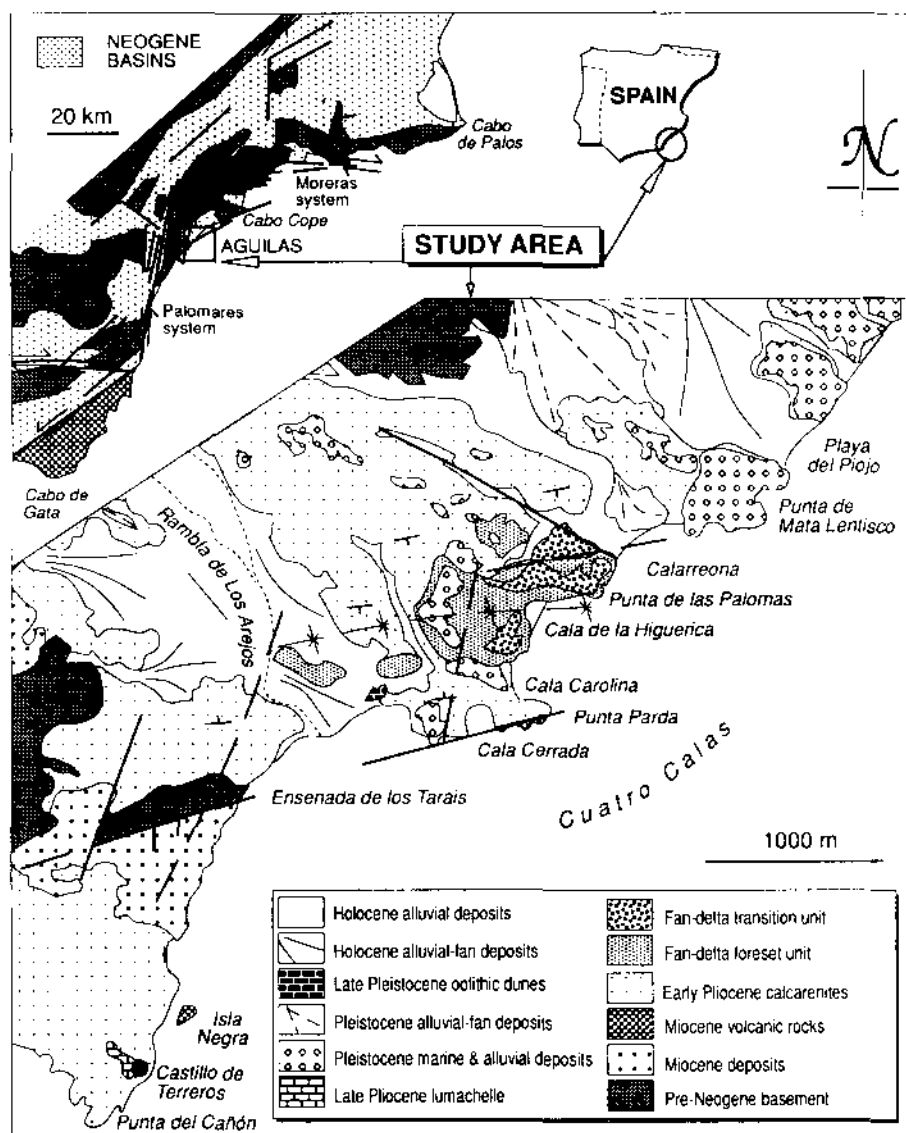 NEOGENE
BASINS
20 km
SPAIN
N
Cabo
de Palos
Moreras
system
Cabo Cope
AGUILAS
STUDY AREA
Palomares
system
Cabo de
Gata
Rambla de Los Arejos
Playa
del Piojo
Punta de
Mata Lentisco
Calarreona
Punta de las Palomas
Cala de la Higuerica
Cala Carolina
Punta Parda
Cala Cerrada
Ensenada de los Tarais
Cuatro Calas
1000 m
Isla
Negra
Castillo de
Terreros
Punta del Cañón
Holocene alluvial deposits
Holocene alluvial-fan deposits
Late Pleistocene oolithic dunes
Pleistocene alluvial-fan deposits
Pleistocene marine & alluvial deposits
Late Pliocene lumachelle
Fan-delta transition unit
Fan-delta foreset unit
Early Pliocene calcarenites
Miocene volcanic rocks
Miocene deposits
Pre-Neogene basement